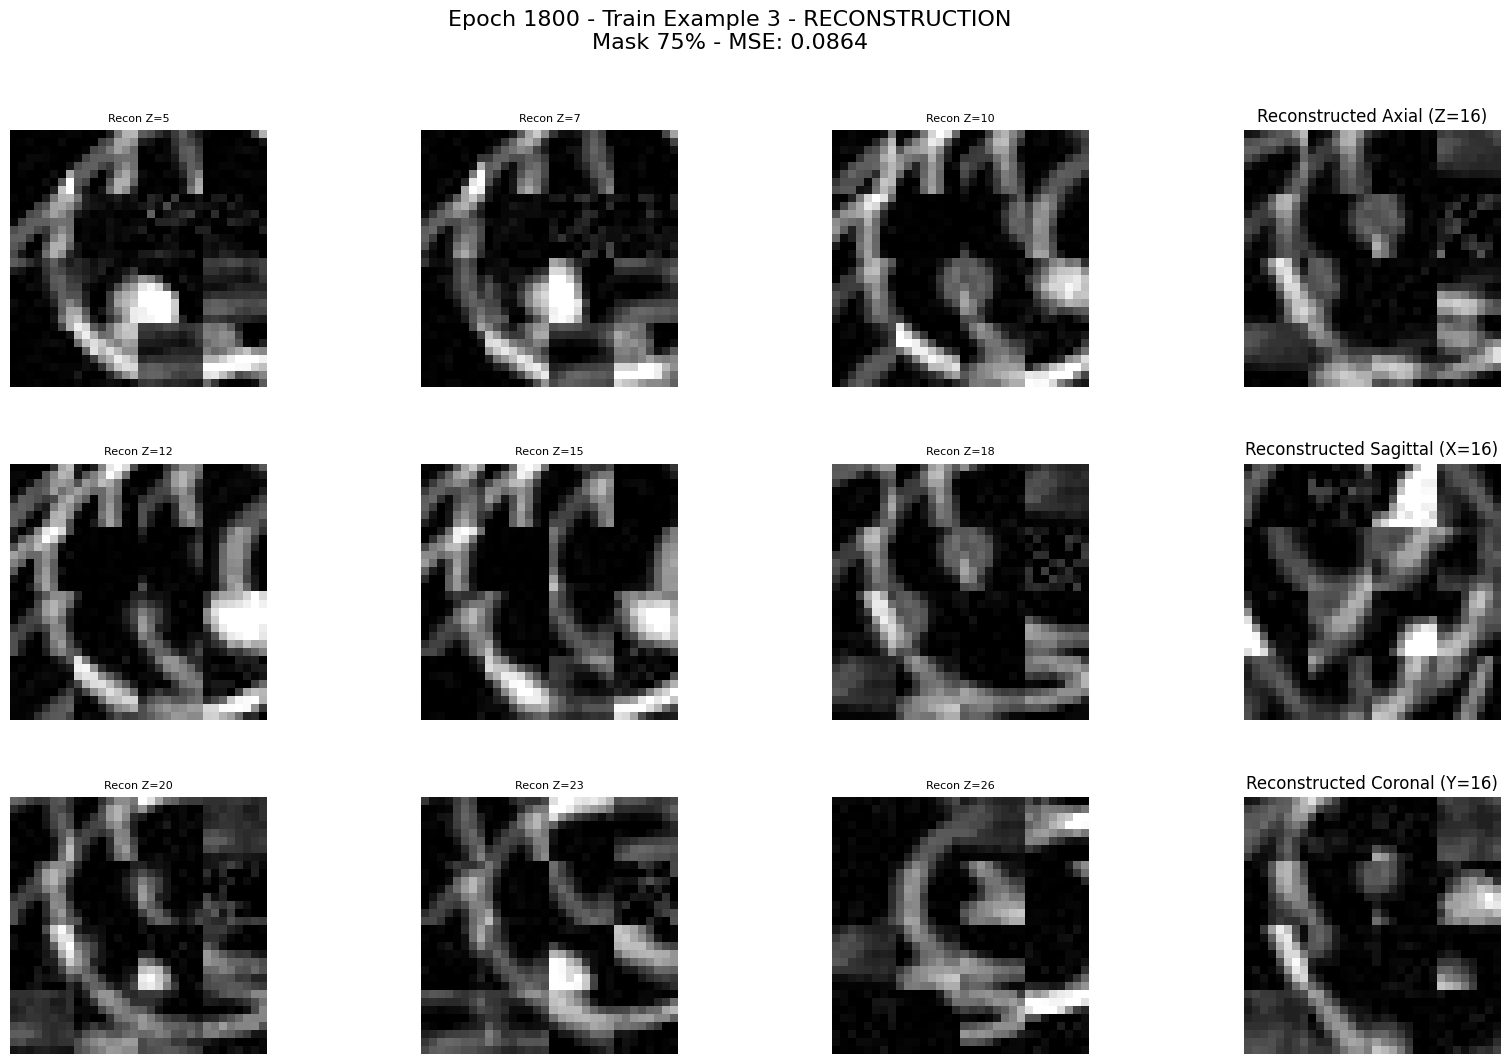 Epoch 1800 - Train Example 3 - RECONSTRUCTION
Mask 75% - MSE: 0.0864
Recon Z=5
Recon Z=7
Recon Z=10
Reconstructed Axial (Z=16)
Recon Z=12
Recon Z=15
Recon Z=18
Reconstructed Sagittal (X=16)
Recon Z=20
Recon Z=23
Recon Z=26
Reconstructed Coronal (Y=16)